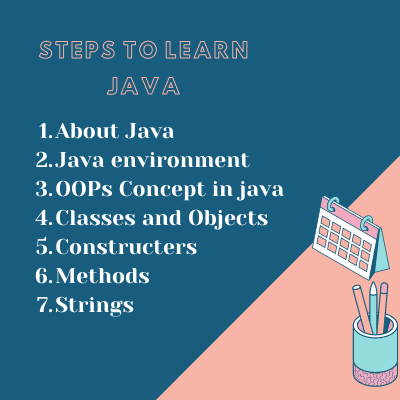 STEPS TO LEARN
JAVA
1. About Java
2. Java environment
3. OOPs Concept in java
4. Classes and Objects
5. Constructers
6. Methods
7. Strings